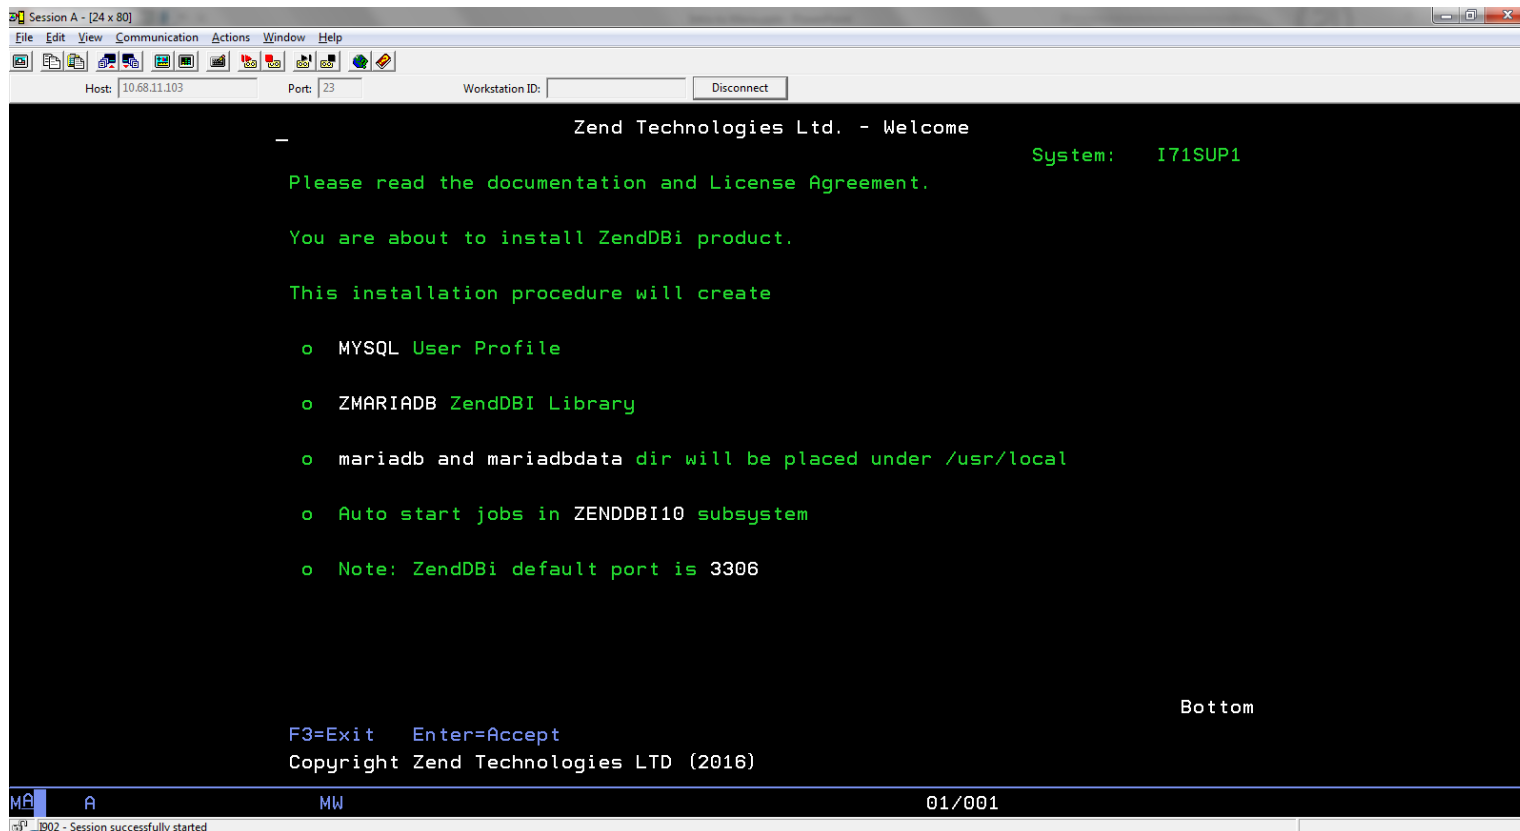 Session A - [24 x 80]
File Edit View Communication Actions Window Help
Host: 10.68.11.103 Port: 23 Workstation ID: Disconnect
Zend Technologies Ltd. - Welcome
System: I71SUP1
Please read the documentation and License Agreement.
You are about to install ZendDBi product.
This installation procedure will create
o MYSQL User Profile
o ZMARIADB ZendDBI Library
o mariadb and mariadbdata dir will be placed under /usr/local
o Auto start jobs in ZENDDBI10 subsystem
o Note: ZendDBi default port is 3306
Bottom
F3=Exit Enter=Accept
Copyright Zend Technologies LTD (2016)
MA A MW 01/001
I902 - Session successfully started